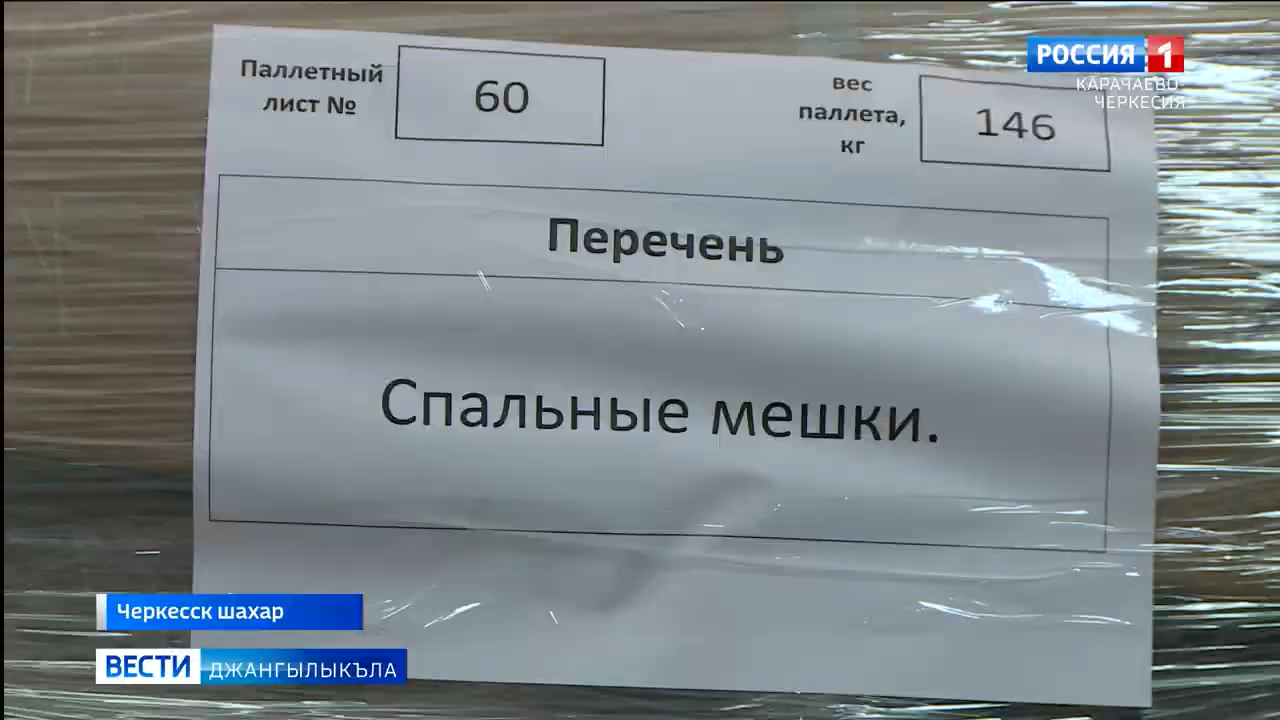 Паллетный
лист №
60
вес
паллета,
кг
146
РОССИЯ 1
КАРАЧАЕВО-
ЧЕРКЕСИЯ
Перечень
Спальные мешки.
Черкесск шахар
ВЕСТИ ДЖАНГЫЛЫКЪЛА